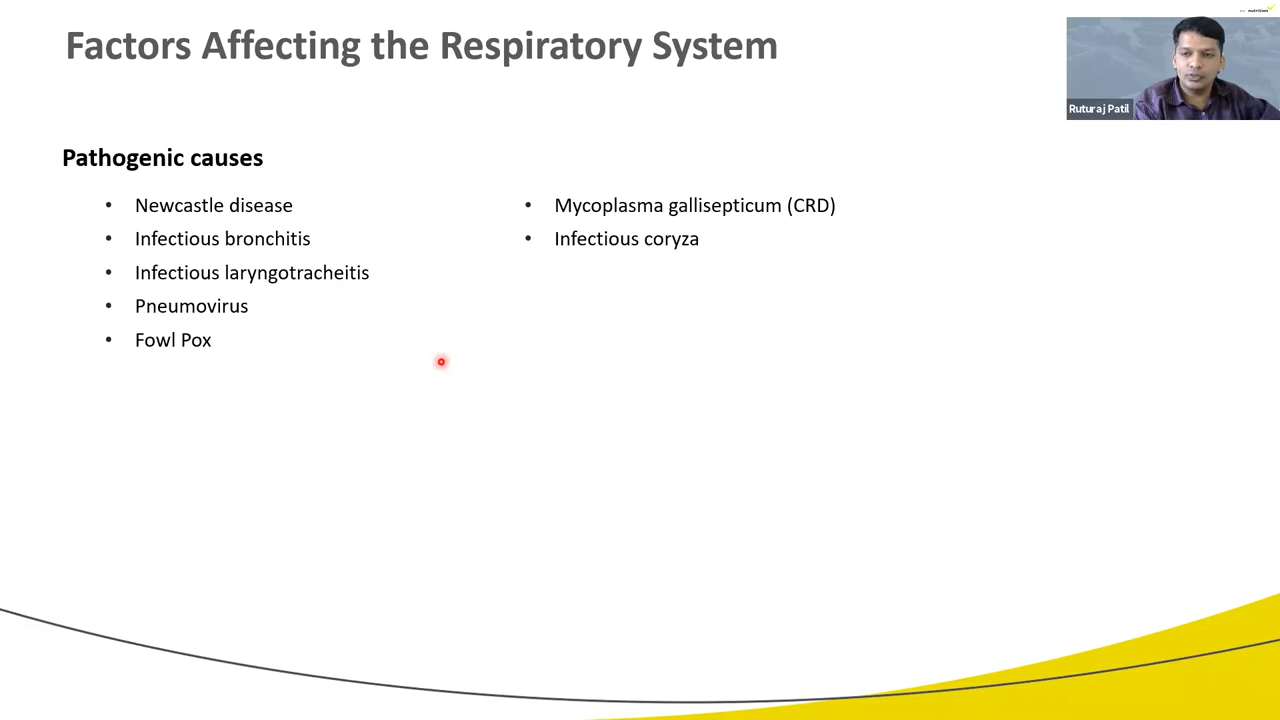 Factors Affecting the Respiratory System
Ruturaj Patil
Pathogenic causes
• Newcastle disease
• Infectious bronchitis
• Infectious laryngotracheitis
• Pneumovirus
• Fowl Pox
• Mycoplasma gallisepticum (CRD)
• Infectious coryza
nutrition